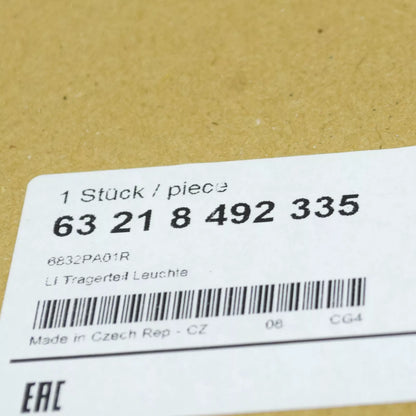 1 Stück / piece
63 21 8 492 335
6832PA01R
LI Tragerteil Leuchte
Made in Czech Rep - CZ 06 CG4
EAC